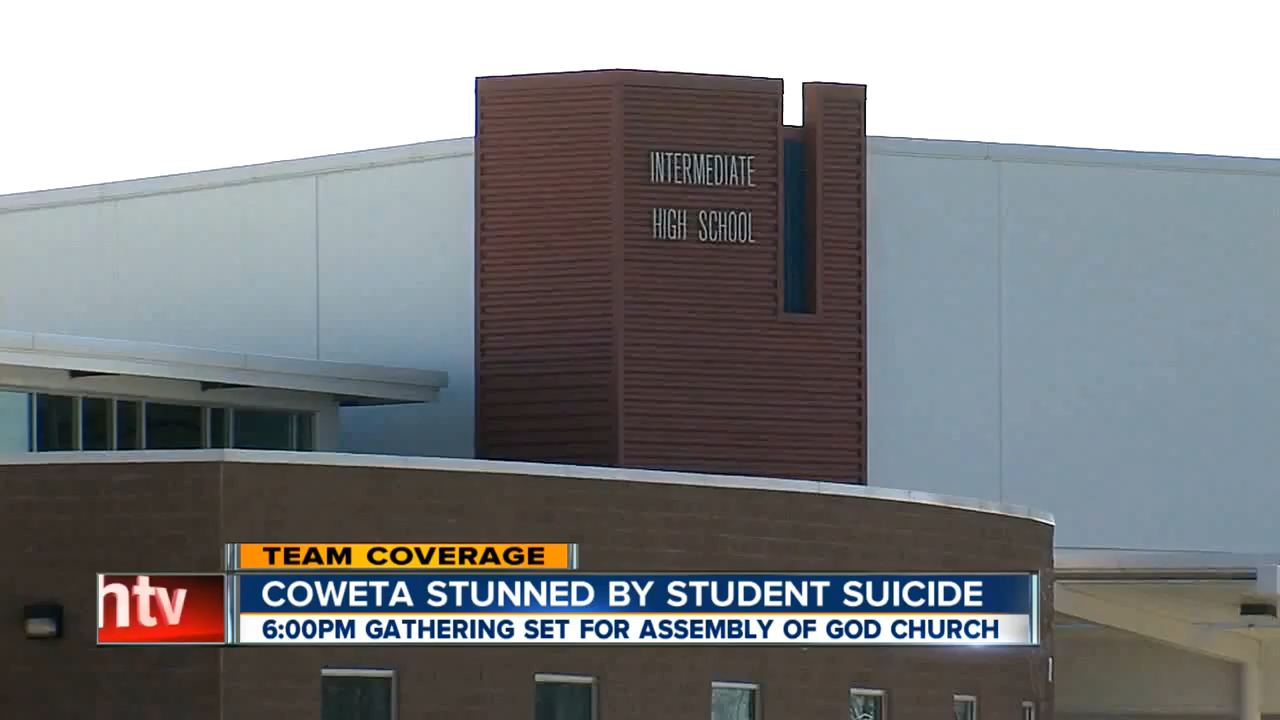 INTERMEDIATE
HIGH SCHOOL
TEAM COVERAGE
htv
COWETA STUNNED BY STUDENT SUICIDE
6:00PM GATHERING SET FOR ASSEMBLY OF GOD CHURCH